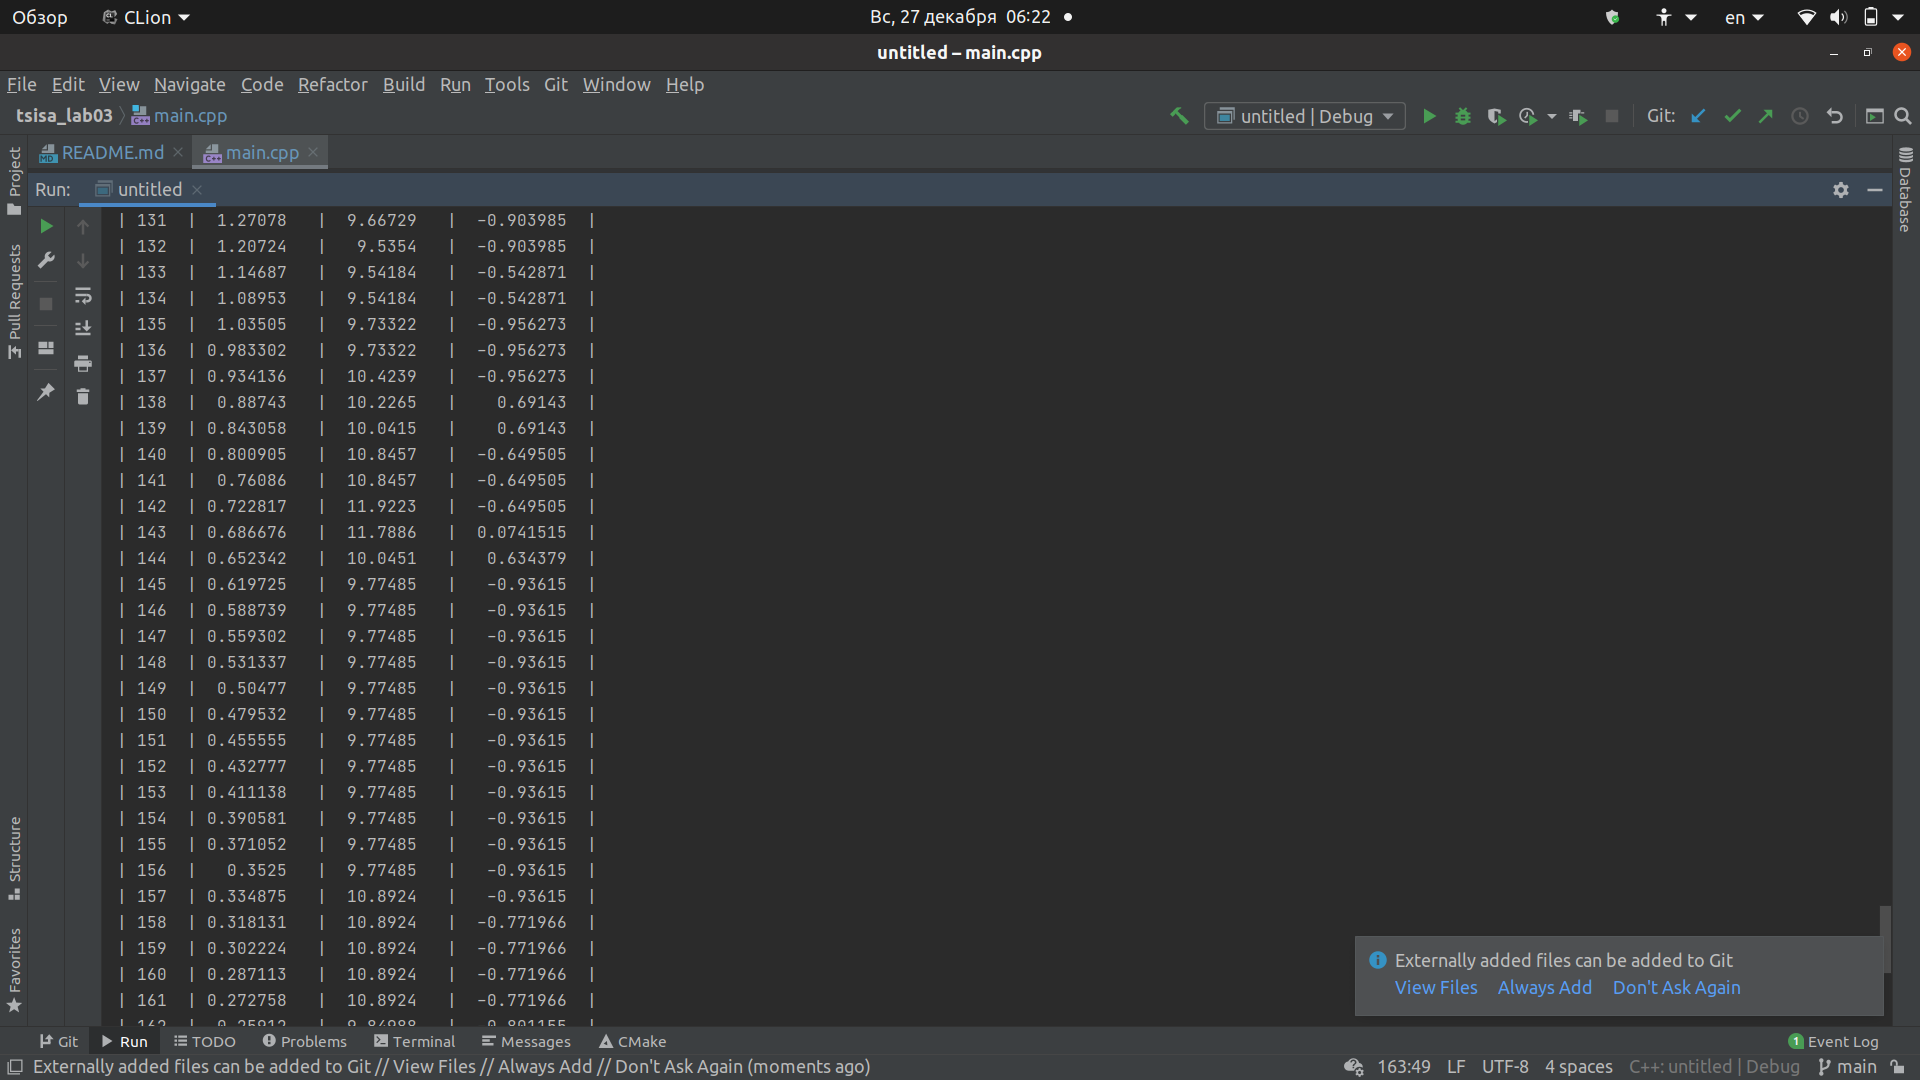 Обзор CLion Вс, 27 декабря 06:22 en
untitled – main.cpp
File Edit View Navigate Code Refactor Build Run Tools Git Window Help
tsisa_lab03 main.cpp untitled | Debug Git:
README.md main.cpp
Run: untitled
Project
Pull Requests
Structure
Favorites
Database
| 131 | 1.27078 | 9.66729 | -0.903985 |
| 132 | 1.20724 | 9.5354 | -0.903985 |
| 133 | 1.14687 | 9.54184 | -0.542871 |
| 134 | 1.08953 | 9.54184 | -0.542871 |
| 135 | 1.03505 | 9.73322 | -0.956273 |
| 136 | 0.983302 | 9.73322 | -0.956273 |
| 137 | 0.934136 | 10.4239 | -0.956273 |
| 138 | 0.88743 | 10.2265 | 0.69143 |
| 139 | 0.843058 | 10.0415 | 0.69143 |
| 140 | 0.800905 | 10.8457 | -0.649505 |
| 141 | 0.76086 | 10.8457 | -0.649505 |
| 142 | 0.722817 | 11.9223 | -0.649505 |
| 143 | 0.686676 | 11.7886 | 0.0741515 |
| 144 | 0.652342 | 10.0451 | 0.634379 |
| 145 | 0.619725 | 9.77485 | -0.93615 |
| 146 | 0.588739 | 9.77485 | -0.93615 |
| 147 | 0.559302 | 9.77485 | -0.93615 |
| 148 | 0.531337 | 9.77485 | -0.93615 |
| 149 | 0.50477 | 9.77485 | -0.93615 |
| 150 | 0.479532 | 9.77485 | -0.93615 |
| 151 | 0.455555 | 9.77485 | -0.93615 |
| 152 | 0.432777 | 9.77485 | -0.93615 |
| 153 | 0.411138 | 9.77485 | -0.93615 |
| 154 | 0.390581 | 9.77485 | -0.93615 |
| 155 | 0.371052 | 9.77485 | -0.93615 |
| 156 | 0.3525 | 9.77485 | -0.93615 |
| 157 | 0.334875 | 10.8924 | -0.93615 |
| 158 | 0.318131 | 10.8924 | -0.771966 |
| 159 | 0.302224 | 10.8924 | -0.771966 |
| 160 | 0.287113 | 10.8924 | -0.771966 |
| 161 | 0.272758 | 10.8924 | -0.771966 |
Externally added files can be added to Git
View Files Always Add Don't Ask Again
Git Run TODO Problems Terminal Messages CMake 1 Event Log
Externally added files can be added to Git // View Files // Always Add // Don't Ask Again (moments ago) 163:49 LF UTF-8 4 spaces C++: untitled | Debug main